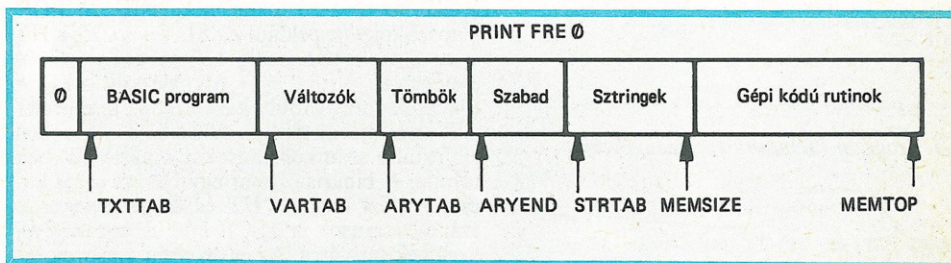 PRINT FRE Ø
Ø BASIC program Változók Tömbök Szabad Sztringek Gépi kódú rutinok
TXTTAB VARTAB ARYTAB ARYEND STRTAB MEMSIZE MEMTOP